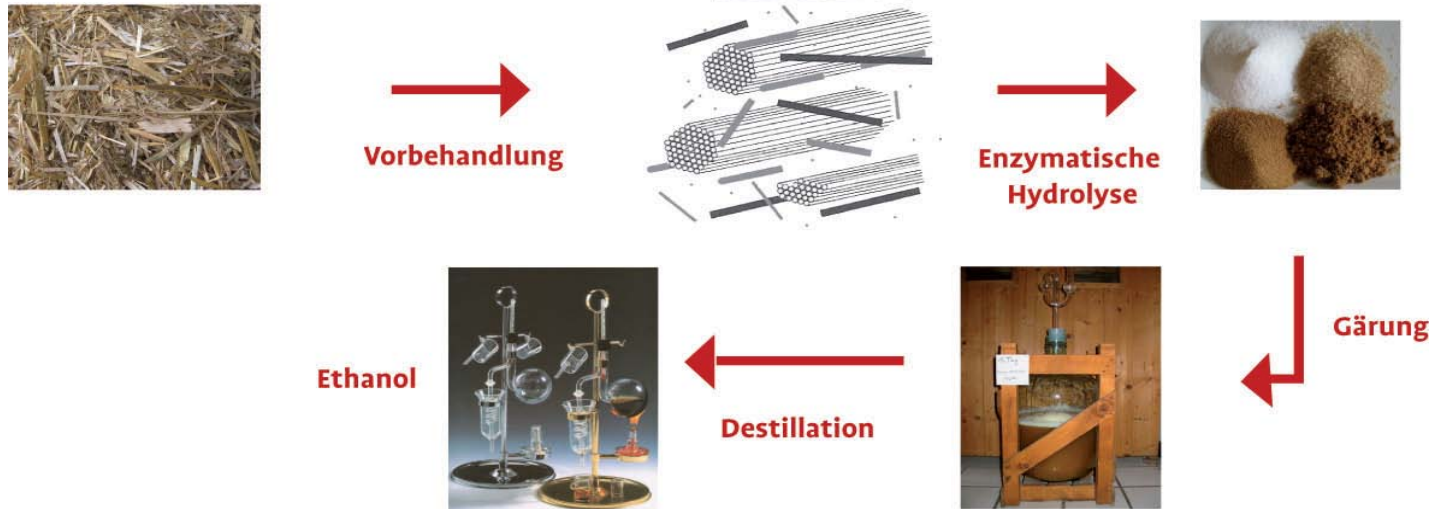 Vorbehandlung
Enzymatische
Hydrolyse
Gärung
Destillation
Ethanol